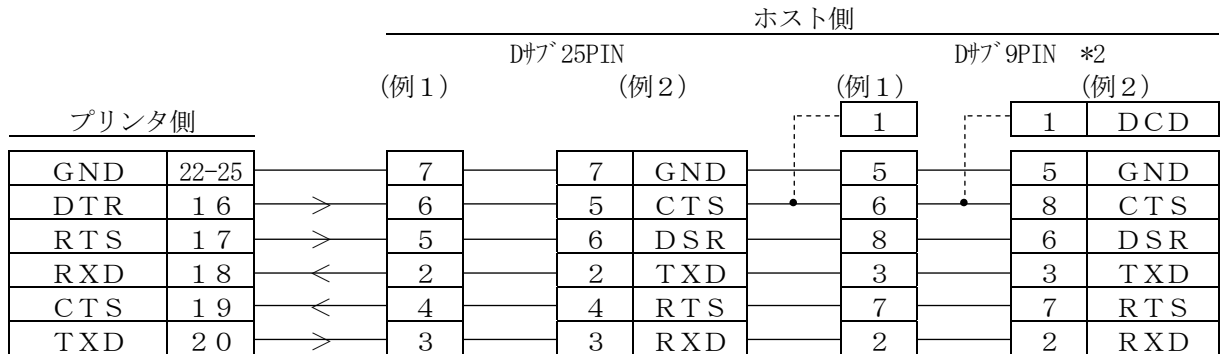 ホスト側
Dｻﾌﾞ25PIN Dｻﾌﾞ9PIN *2
(例１) (例２) (例１) (例２)
プリンタ側 1 1 DCD
GND 22-25 7 7 GND 5 5 GND
DTR 16 6 5 CTS 6 8 CTS
RTS 17 5 6 DSR 8 6 DSR
RXD 18 2 2 TXD 3 3 TXD
CTS 19 4 4 RTS 7 7 RTS
TXD 20 3 3 RXD 2 2 RXD